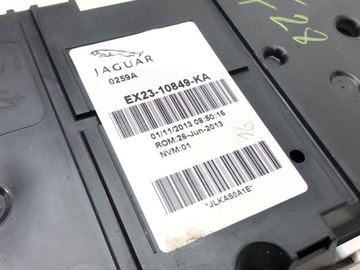 JAGUAR
0259A
EX23-10849-KA
01/11/2013 08:50:16
ROM:26-Jun-2013
NVM:01
*JLKAS0A1E*